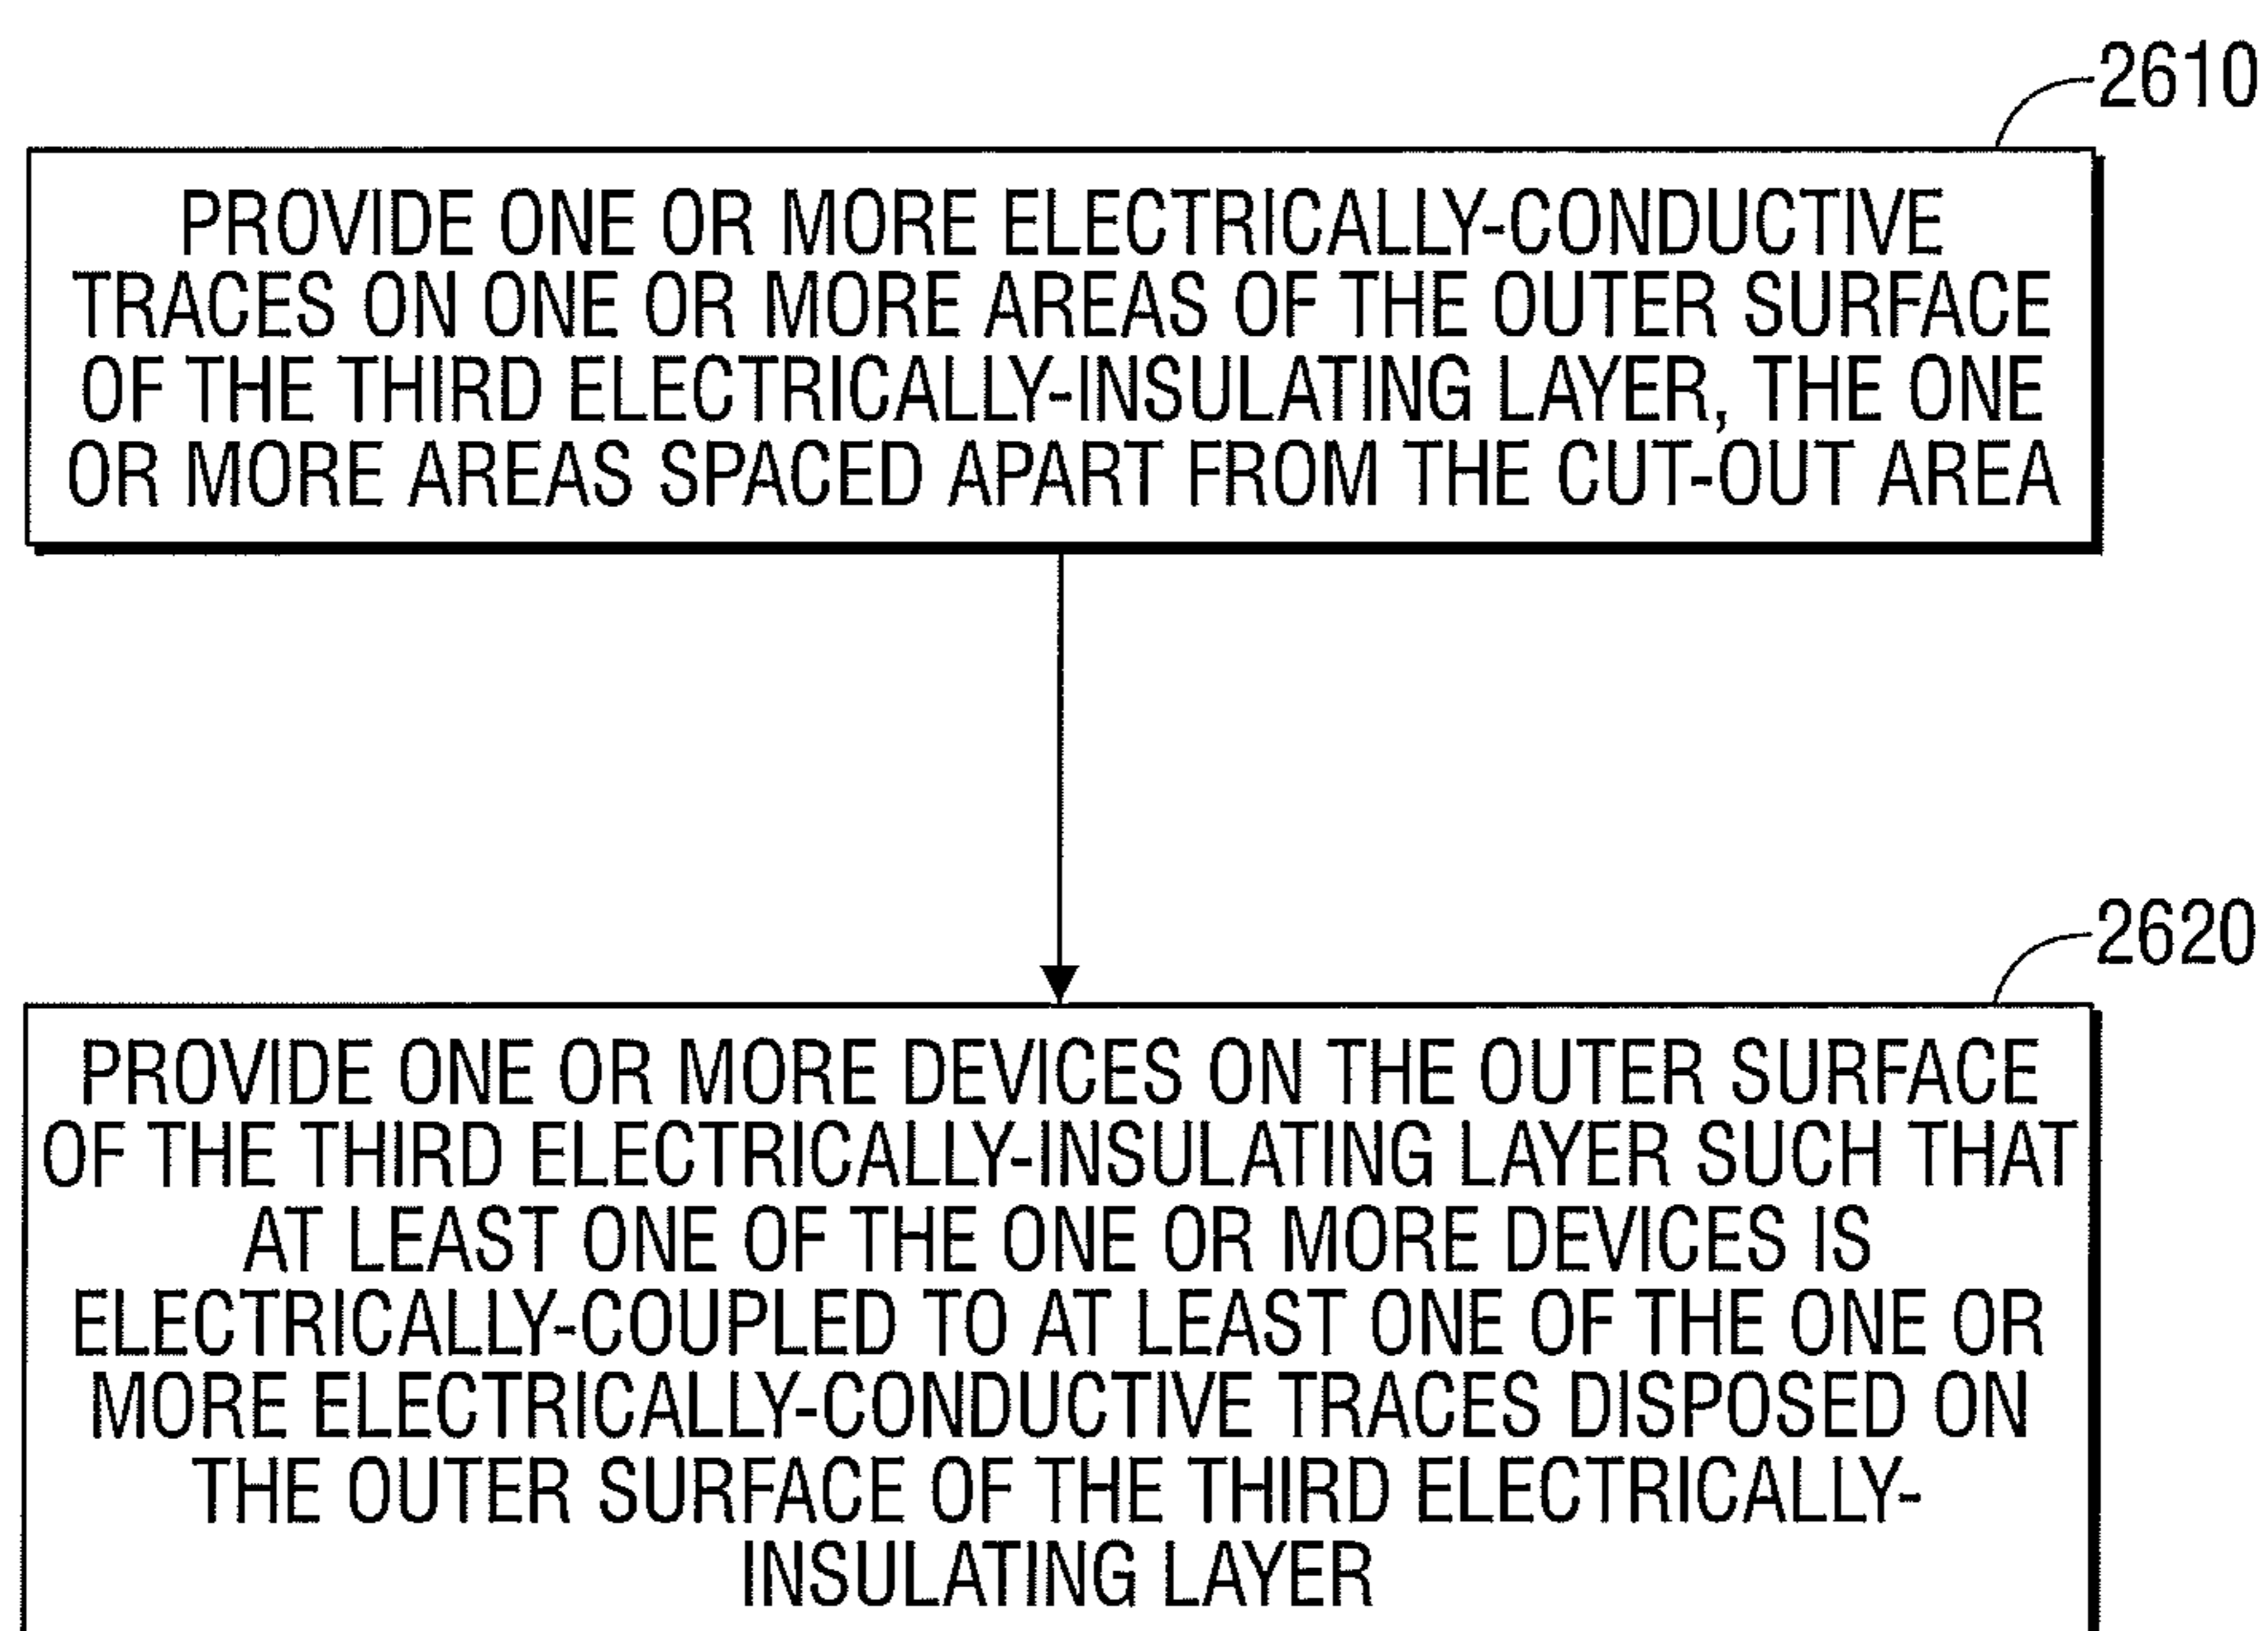 2610
PROVIDE ONE OR MORE ELECTRICALLY-CONDUCTIVE
TRACES ON ONE OR MORE AREAS OF THE OUTER SURFACE
OF THE THIRD ELECTRICALLY-INSULATING LAYER, THE ONE
OR MORE AREAS SPACED APART FROM THE CUT-OUT AREA
2620
PROVIDE ONE OR MORE DEVICES ON THE OUTER SURFACE
OF THE THIRD ELECTRICALLY-INSULATING LAYER SUCH THAT
AT LEAST ONE OF THE ONE OR MORE DEVICES IS
ELECTRICALLY-COUPLED TO AT LEAST ONE OF THE ONE OR
MORE ELECTRICALLY-CONDUCTIVE TRACES DISPOSED ON
THE OUTER SURFACE OF THE THIRD ELECTRICALLY-
INSULATING LAYER